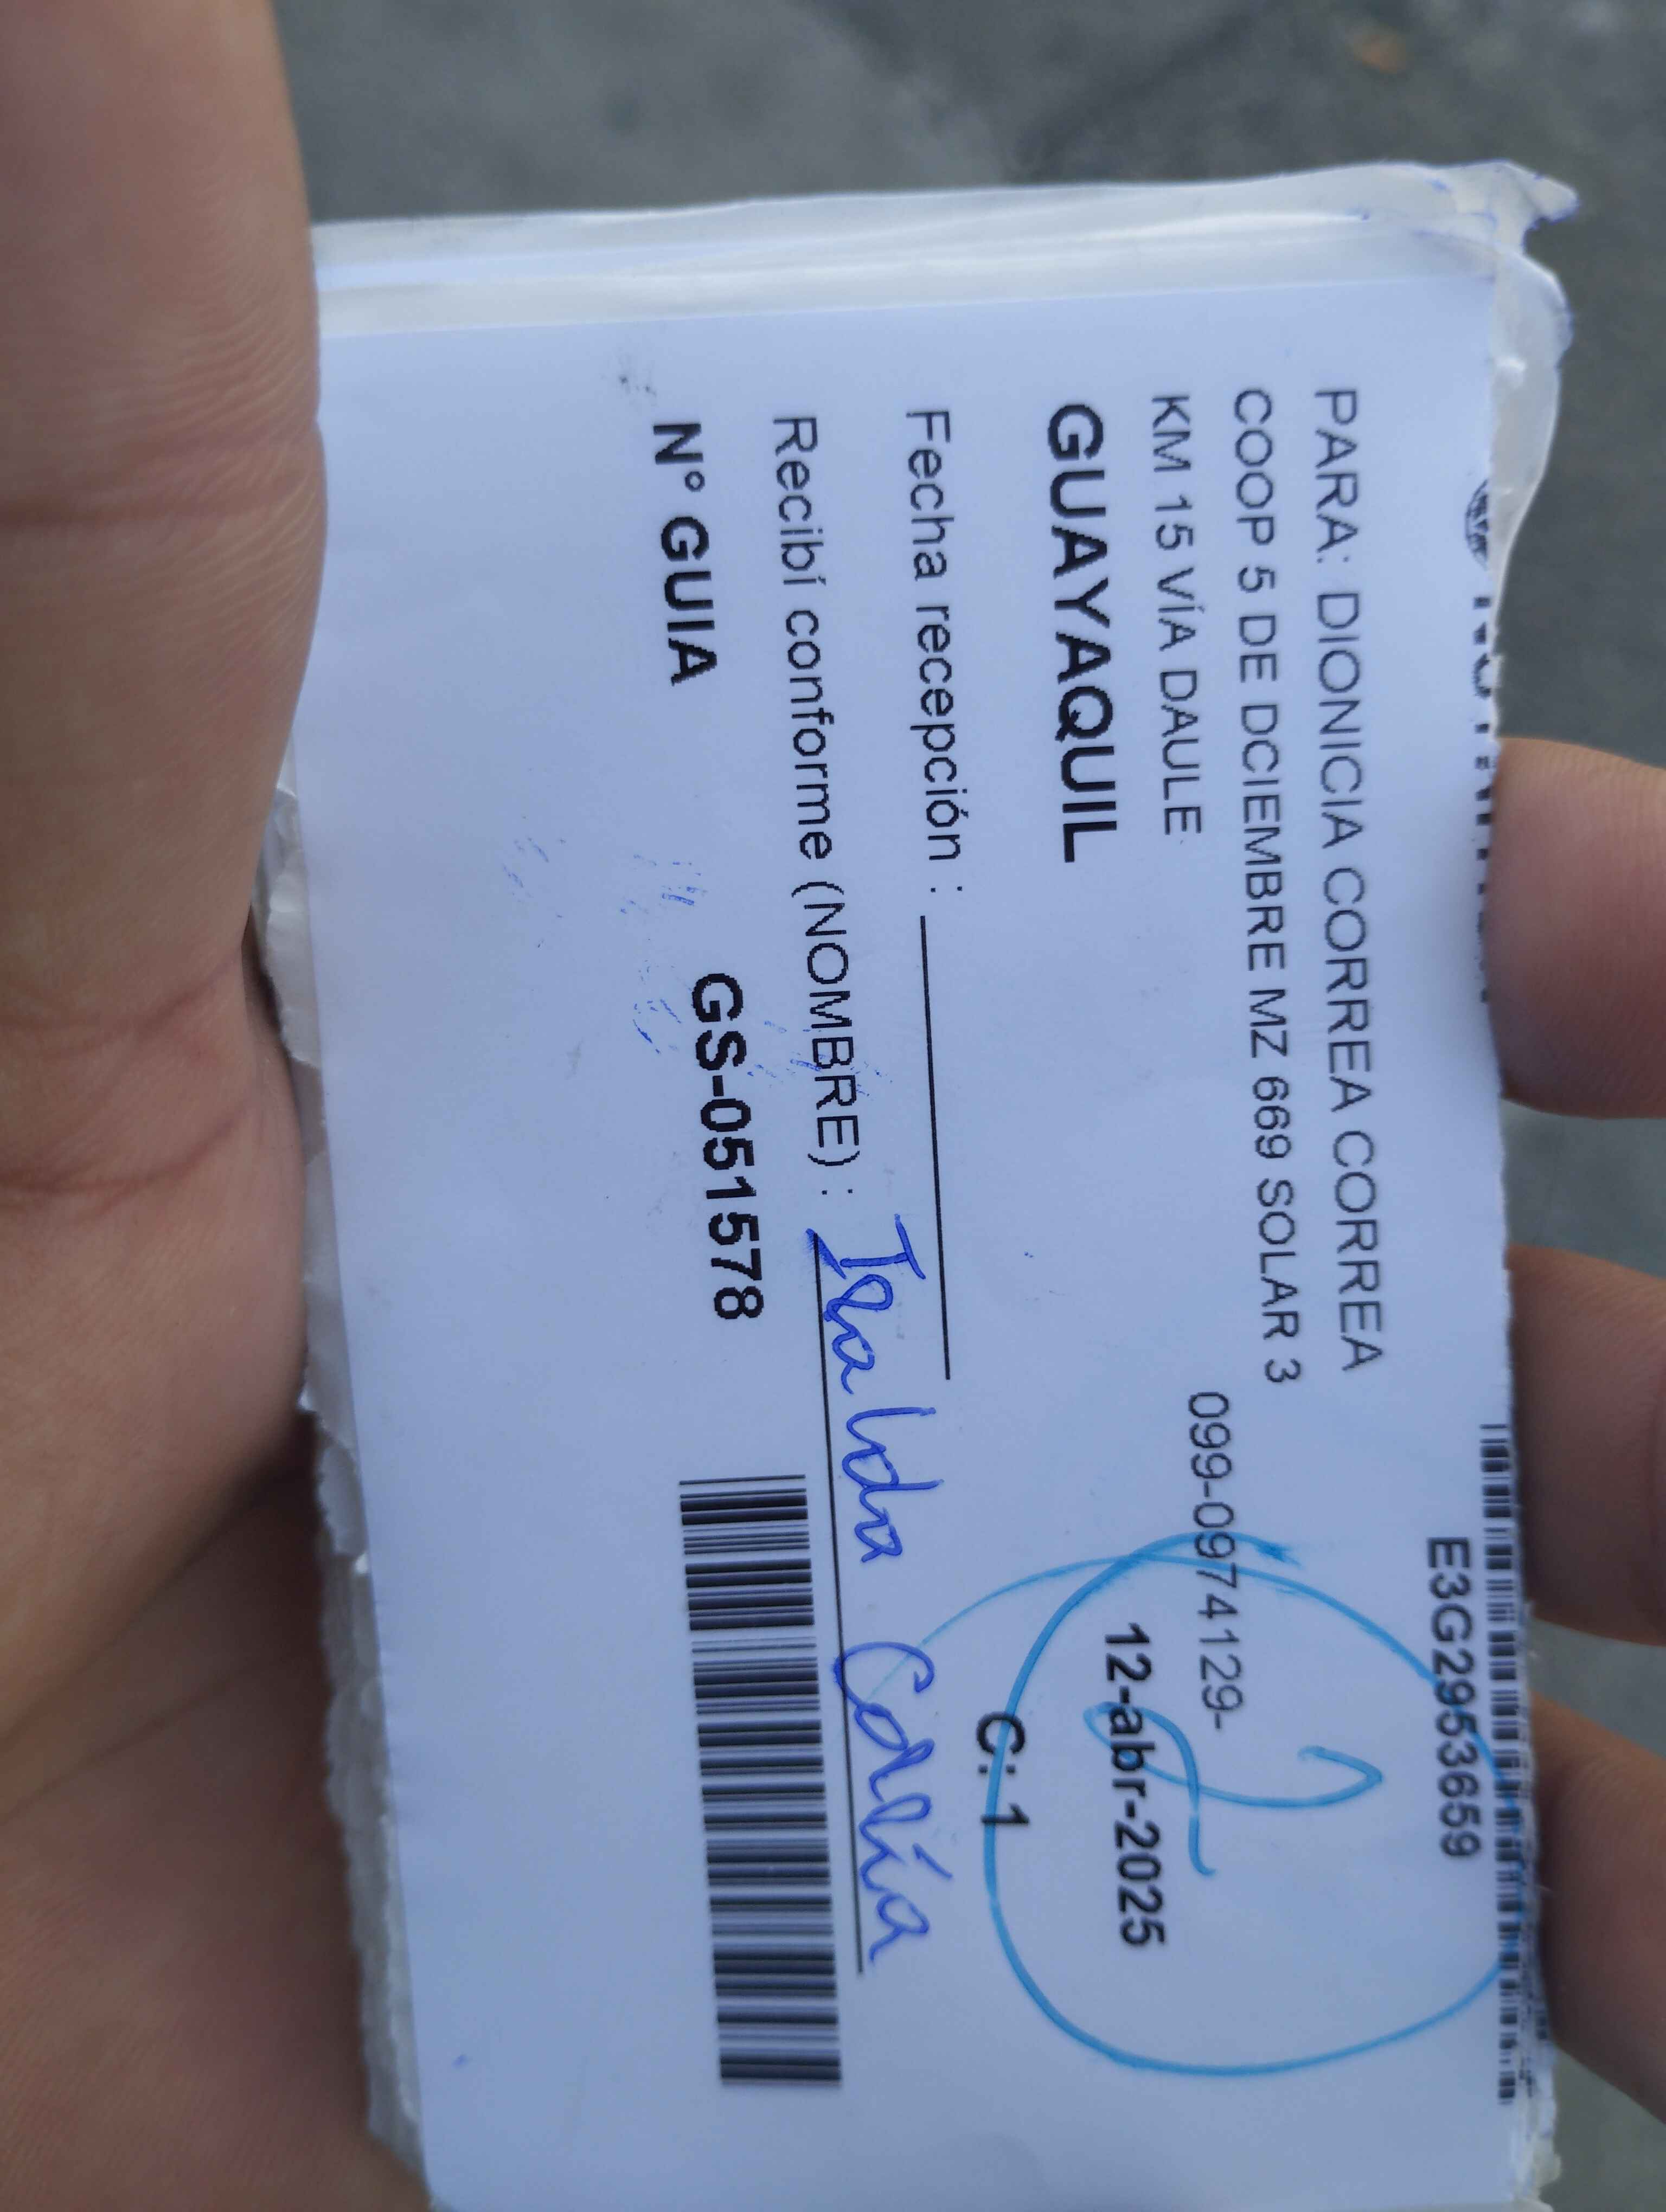 E3G2953659
PARA: DIONICIA CORREA CORREA
COOP 5 DE DCIEMBRE MZ 669 SOLAR 3
KM 15 VÍA DAULE
099-0974129-
GUAYAQUIL
12-abr-2025
C: 1
Fecha recepción :
Recibí conforme (NOMBRE) :
N° GUIA GS-051578